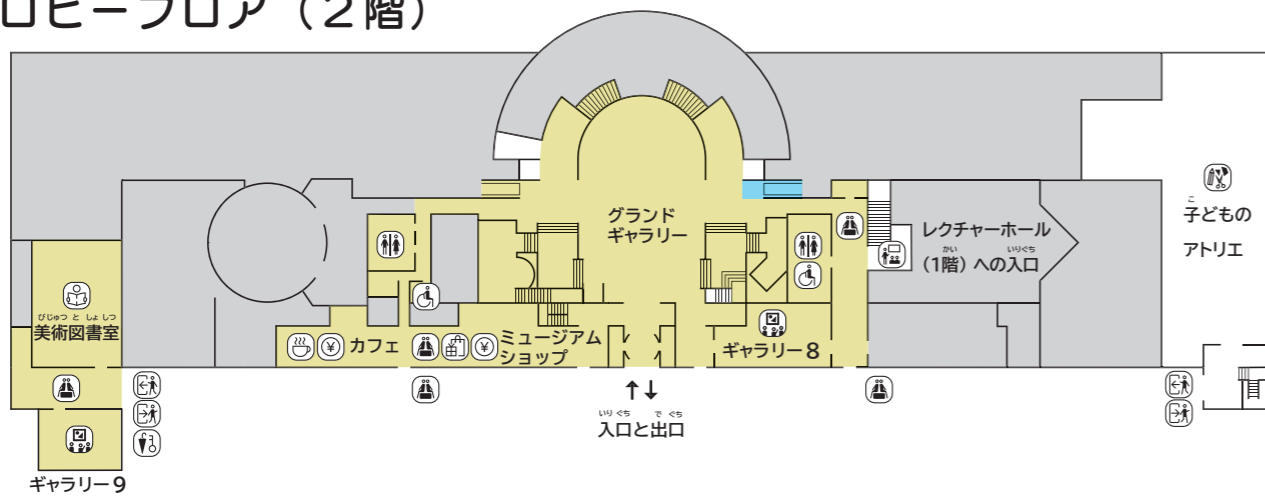 ロビーフロア（2階）
グランド
ギャラリー
レクチャーホール
かい いりぐち
（1階）への入口
こ
子どもの
アトリエ
びじゅつ と しょ しつ
美術図書室
カフェ
ミュージアム
ショップ
ギャラリー8
↑↓
いり ぐち で ぐち
入口と出口
ギャラリー9